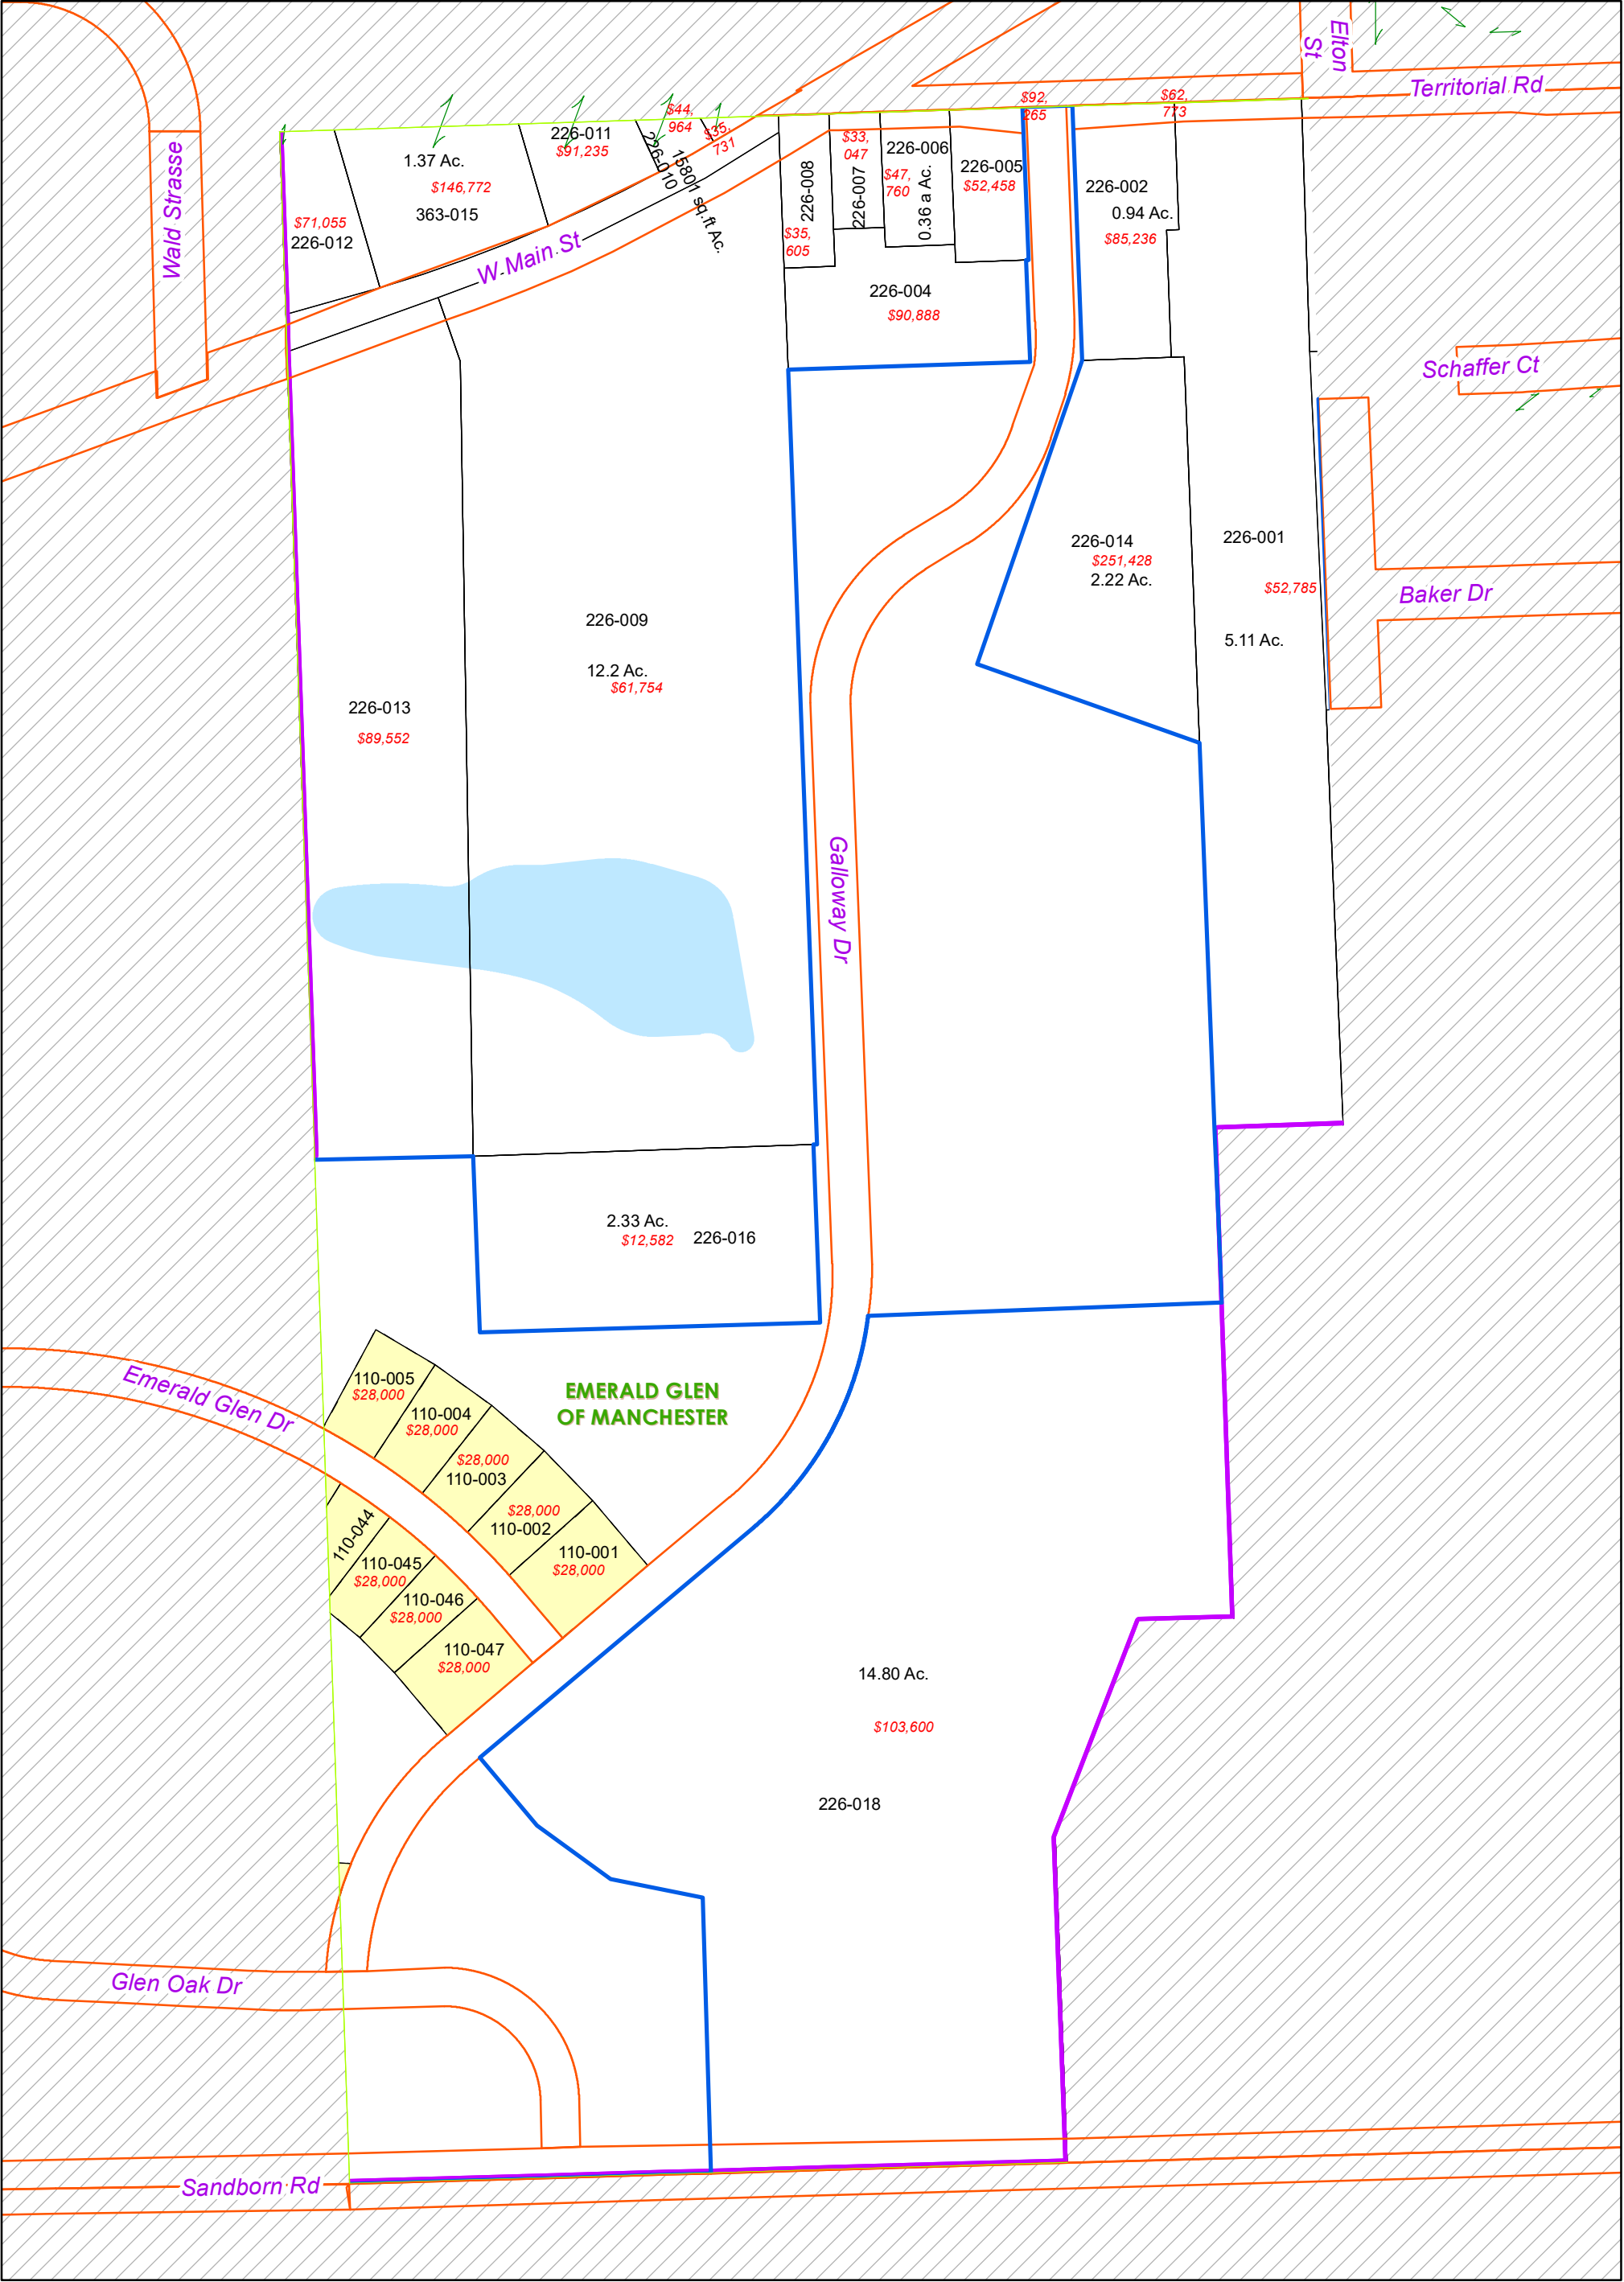 Elton
St
Territorial Rd
Wald Strasse
$92,
265
$62,
773
$44,
964
$35,
731
226-011
$91,235
226-010
15801 sq.ft Ac.
1.37 Ac.
$146,772
363-015
$71,055
226-012
W Main St
226-008
$35,
605
$33,
047
226-007
226-006
$47,
760
0.36 a Ac.
226-005
$52,458
226-002
0.94 Ac.
$85,236
226-004
$90,888
Schaffer Ct
226-014
$251,428
2.22 Ac.
226-001
$52,785
5.11 Ac.
Baker Dr
226-009
12.2 Ac.
$61,754
226-013
$89,552
Galloway Dr
2.33 Ac.
$12,582
226-016
Emerald Glen Dr
EMERALD GLEN
OF MANCHESTER
110-005
$28,000
110-004
$28,000
$28,000
110-003
$28,000
110-002
110-001
$28,000
110-044
110-045
$28,000
110-046
$28,000
110-047
$28,000
14.80 Ac.
$103,600
226-018
Glen Oak Dr
Sandborn Rd